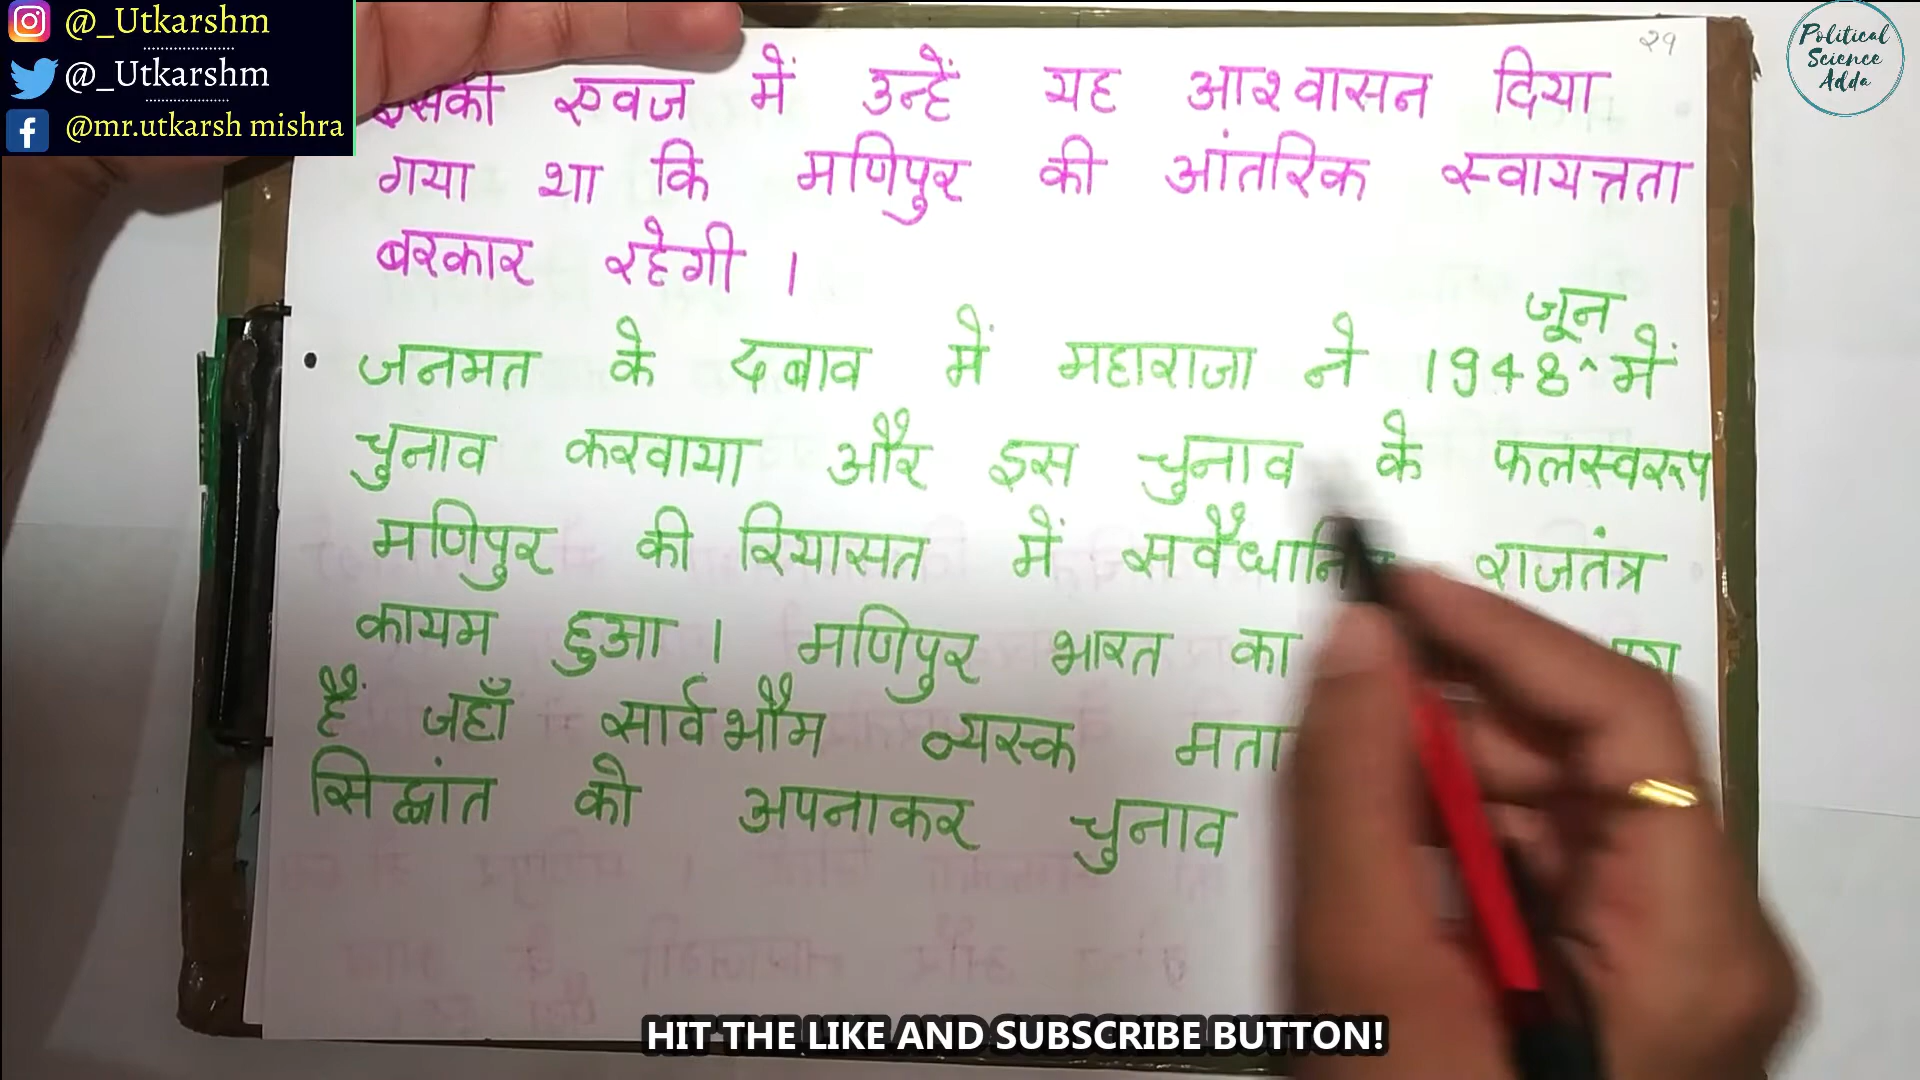 @_Utkarshm
@_Utkarshm
@mr.utkarsh mishra
Political
Science
Adda
२१
इसकी एवज में उन्हें यह आश्वासन दिया
गया था कि मणिपुर की आंतरिक स्वायत्तता
बरकार रहेगी ।
जून
• जनमत के दबाव में महाराजा ने 1948 ^ में
चुनाव करवाया और इस चुनाव के फलस्वरूप
मणिपुर की रियासत में सवैधानिक राजतंत्र
कायम हुआ । मणिपुर भारत का
हैं जहाँ सार्वभौम व्यस्क मता
सिद्धांत को अपनाकर चुनाव
HIT THE LIKE AND SUBSCRIBE BUTTON!